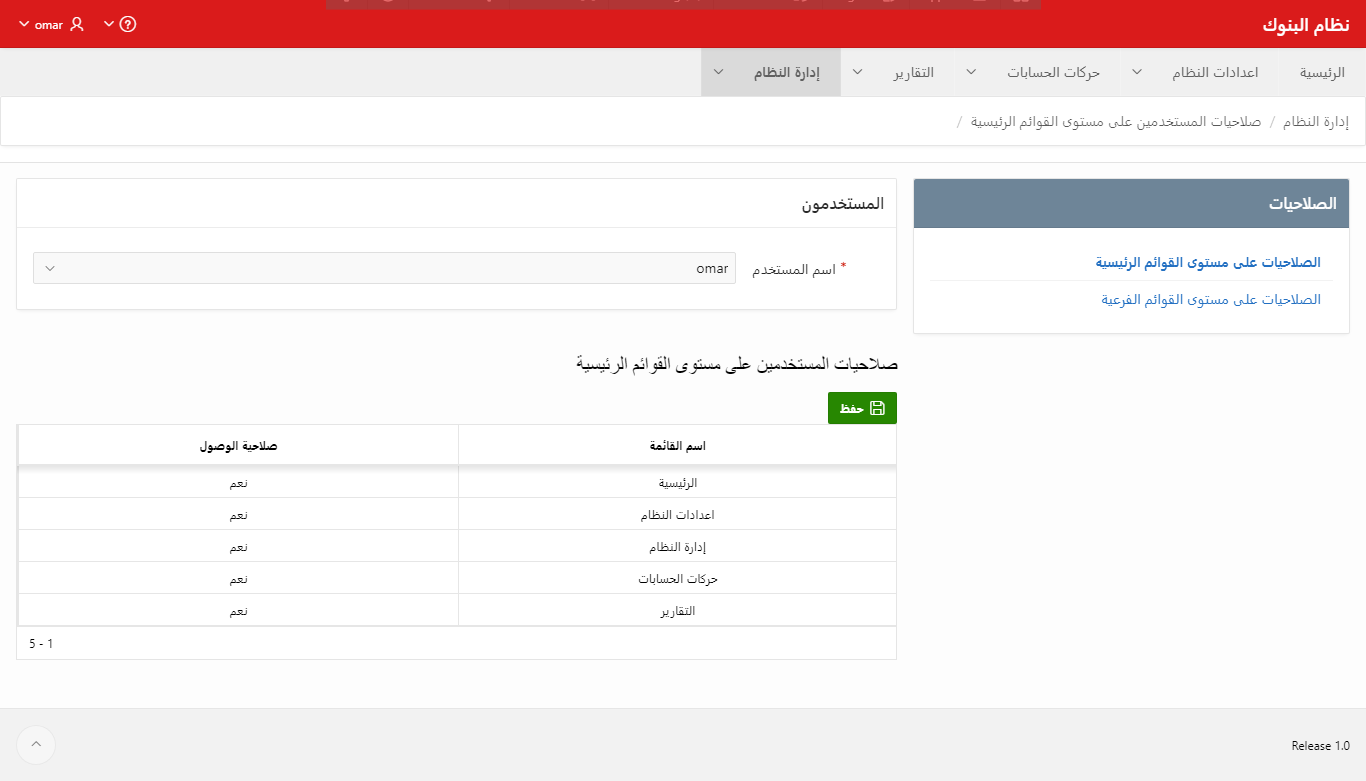 نظام البنوك
omar
الرئيسية
اعدادات النظام
حركات الحسابات
التقارير
إدارة النظام
إدارة النظام / صلاحيات المستخدمين على مستوى القوائم الرئيسية /
الصلاحيات
الصلاحيات على مستوى القوائم الرئيسية
الصلاحيات على مستوى القوائم الفرعية
المستخدمون
* اسم المستخدم
omar
صلاحيات المستخدمين على مستوى القوائم الرئيسية
حفظ
اسم القائمة صلاحية الوصول
الرئيسية نعم
اعدادات النظام نعم
إدارة النظام نعم
حركات الحسابات نعم
التقارير نعم
1 - 5
Release 1.0